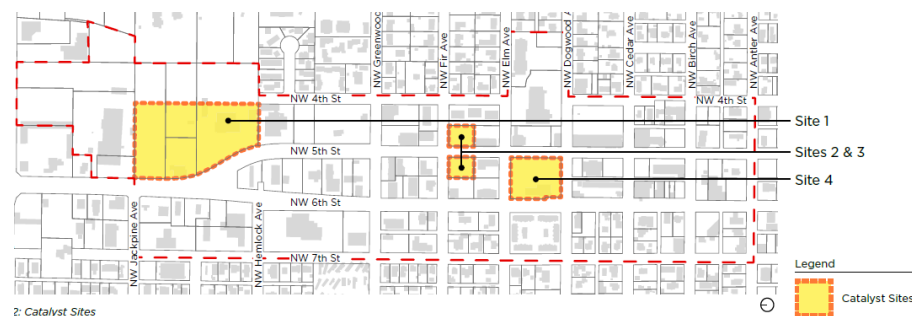 NW Greenwood
NW Fir Ave
NW Elm Ave
NW Dogwood A
NW Cedar Ave
NW Birch Ave
NW Antler Ave
NW 4th St
NW 4th St
Site 1
NW 5th St
Sites 2 & 3
Site 4
NW 6th St
NW Jackpine Ave
NW Hemlock Ave
NW 7th St
Legend
Catalyst Sites
2: Catalyst Sites